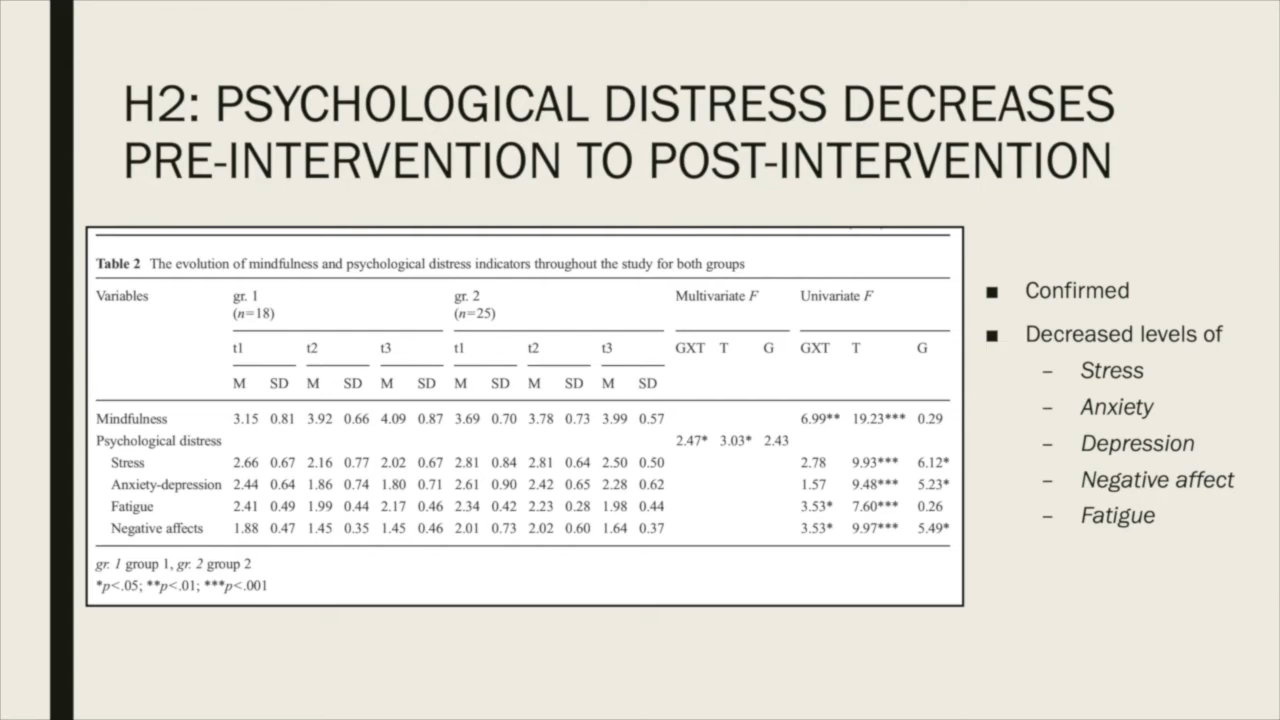 H2: PSYCHOLOGICAL DISTRESS DECREASES
PRE-INTERVENTION TO POST-INTERVENTION
Table 2 The evolution of mindfulness and psychological distress indicators throughout the study for both groups
Variables gr. 1 gr. 2 Multivariate F Univariate F
(n=18) (n=25)
t1 t2 t3 t1 t2 t3 GXT T G GXT T G
M SD M SD M SD M SD M SD M SD
Mindfulness 3.15 0.81 3.92 0.66 4.09 0.87 3.69 0.70 3.78 0.73 3.99 0.57 6.99** 19.23*** 0.29
Psychological distress 2.47* 3.03* 2.43
Stress 2.66 0.67 2.16 0.77 2.02 0.67 2.81 0.84 2.81 0.64 2.50 0.50 2.78 9.93*** 6.12*
Anxiety-depression 2.44 0.64 1.86 0.74 1.80 0.71 2.61 0.90 2.42 0.65 2.28 0.62 1.57 9.48*** 5.23*
Fatigue 2.41 0.49 1.99 0.44 2.17 0.46 2.34 0.42 2.23 0.28 1.98 0.44 3.53* 7.60*** 0.26
Negative affects 1.88 0.47 1.45 0.35 1.45 0.46 2.01 0.73 2.02 0.60 1.64 0.37 3.53* 9.97*** 5.49*
gr. 1 group 1, gr. 2 group 2
*p<.05; **p<.01; ***p<.001
■ Confirmed
■ Decreased levels of
– Stress
– Anxiety
– Depression
– Negative affect
– Fatigue